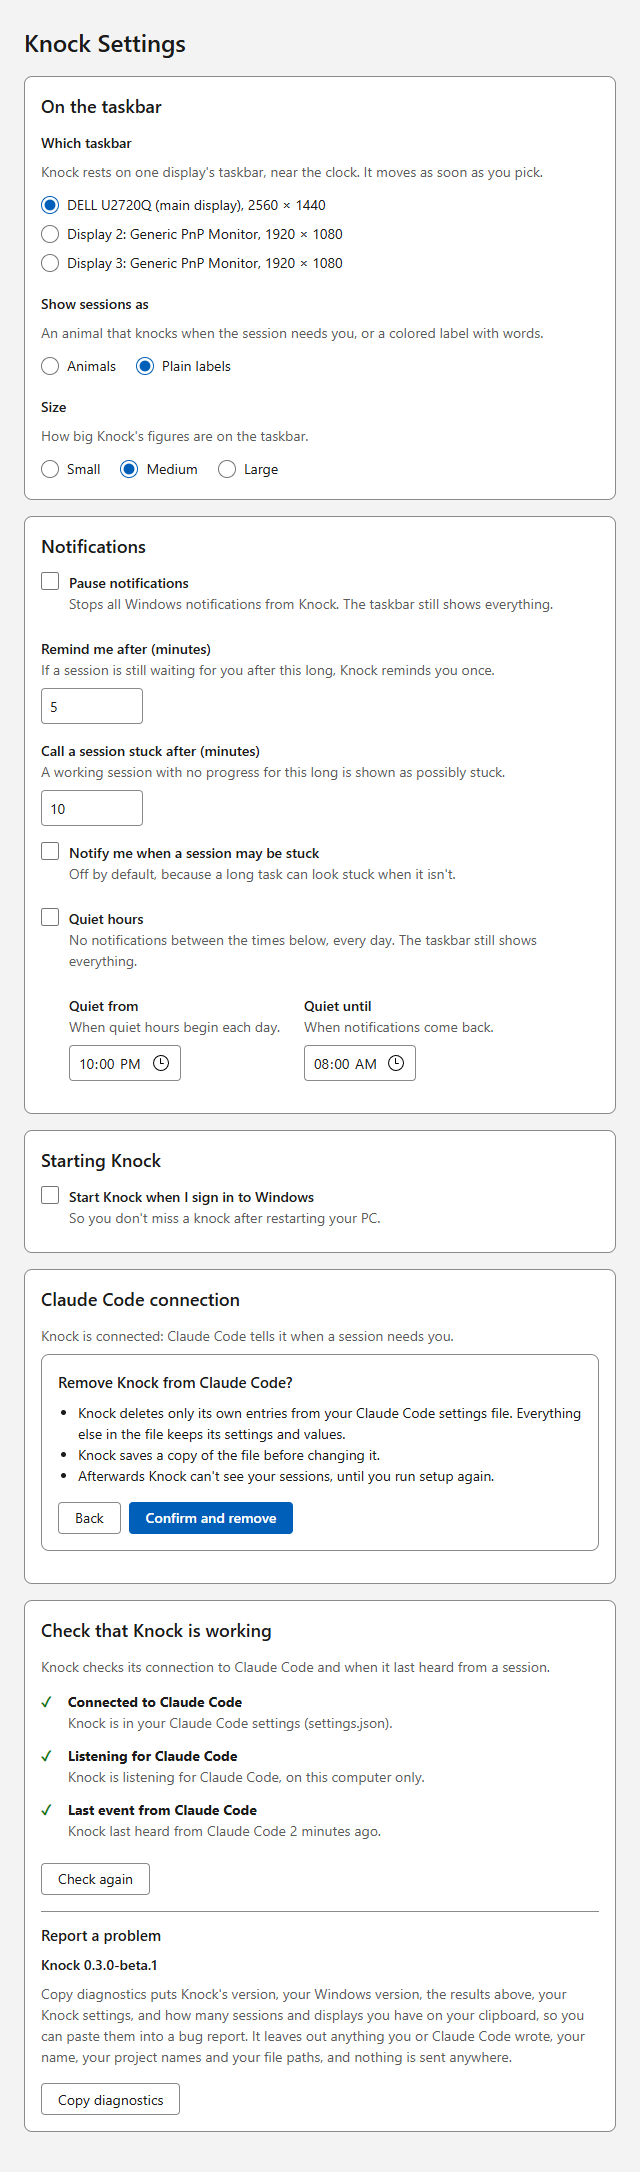 Knock Settings
On the taskbar
Which taskbar
Knock rests on one display's taskbar, near the clock. It moves as soon as you pick.
DELL U2720Q (main display), 2560 × 1440
Display 2: Generic PnP Monitor, 1920 × 1080
Display 3: Generic PnP Monitor, 1920 × 1080
Show sessions as
An animal that knocks when the session needs you, or a colored label with words.
Animals Plain labels
Size
How big Knock's figures are on the taskbar.
Small Medium Large
Notifications
Pause notifications
Stops all Windows notifications from Knock. The taskbar still shows everything.
Remind me after (minutes)
If a session is still waiting for you after this long, Knock reminds you once.
5
Call a session stuck after (minutes)
A working session with no progress for this long is shown as possibly stuck.
10
Notify me when a session may be stuck
Off by default, because a long task can look stuck when it isn't.
Quiet hours
No notifications between the times below, every day. The taskbar still shows
everything.
Quiet from Quiet until
When quiet hours begin each day. When notifications come back.
10:00 PM 08:00 AM
Starting Knock
Start Knock when I sign in to Windows
So you don't miss a knock after restarting your PC.
Claude Code connection
Knock is connected: Claude Code tells it when a session needs you.
Remove Knock from Claude Code?
• Knock deletes only its own entries from your Claude Code settings file. Everything
else in the file keeps its settings and values.
• Knock saves a copy of the file before changing it.
• Afterwards Knock can't see your sessions, until you run setup again.
Back Confirm and remove
Check that Knock is working
Knock checks its connection to Claude Code and when it last heard from a session.
✓ Connected to Claude Code
Knock is in your Claude Code settings (settings.json).
✓ Listening for Claude Code
Knock is listening for Claude Code, on this computer only.
✓ Last event from Claude Code
Knock last heard from Claude Code 2 minutes ago.
Check again
Report a problem
Knock 0.3.0-beta.1
Copy diagnostics puts Knock's version, your Windows version, the results above, your
Knock settings, and how many sessions and displays you have on your clipboard, so you
can paste them into a bug report. It leaves out anything you or Claude Code wrote, your
name, your project names and your file paths, and nothing is sent anywhere.
Copy diagnostics